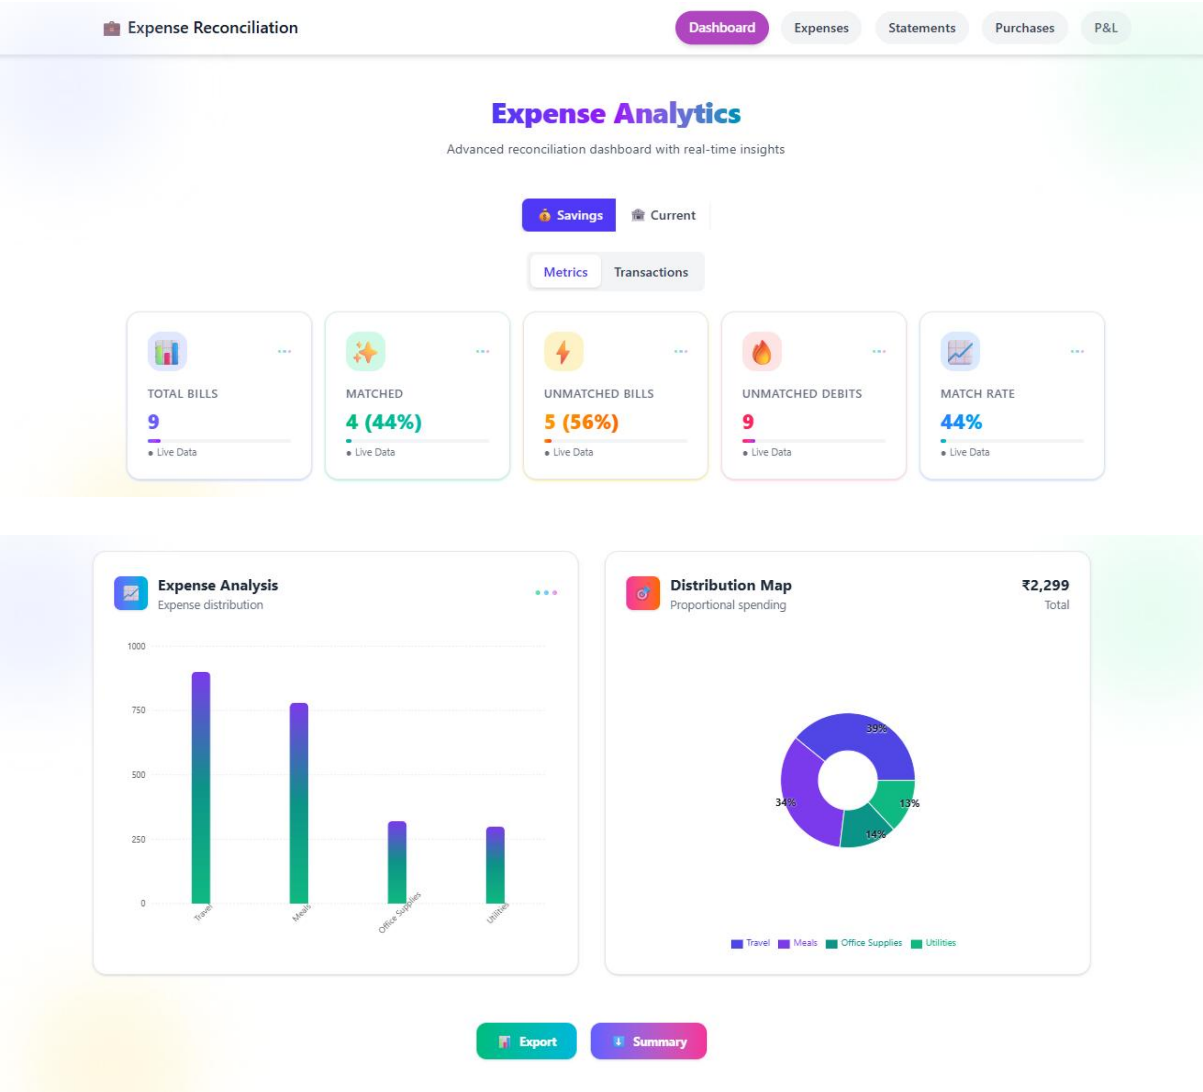 Expense Reconciliation
Dashboard
Expenses
Statements
Purchases
P&L
Expense Analytics
Advanced reconciliation dashboard with real-time insights
Savings
Current
Metrics
Transactions
TOTAL BILLS
9
● Live Data
MATCHED
4 (44%)
● Live Data
UNMATCHED BILLS
5 (56%)
● Live Data
UNMATCHED DEBITS
9
● Live Data
MATCH RATE
44%
● Live Data
Expense Analysis
Expense distribution
1000
750
500
250
0
Travel
Meals
Office Supplies
Utilities
Distribution Map
Proportional spending
₹2,299
Total
39%
34%
13%
14%
Travel
Meals
Office Supplies
Utilities
Export
Summary